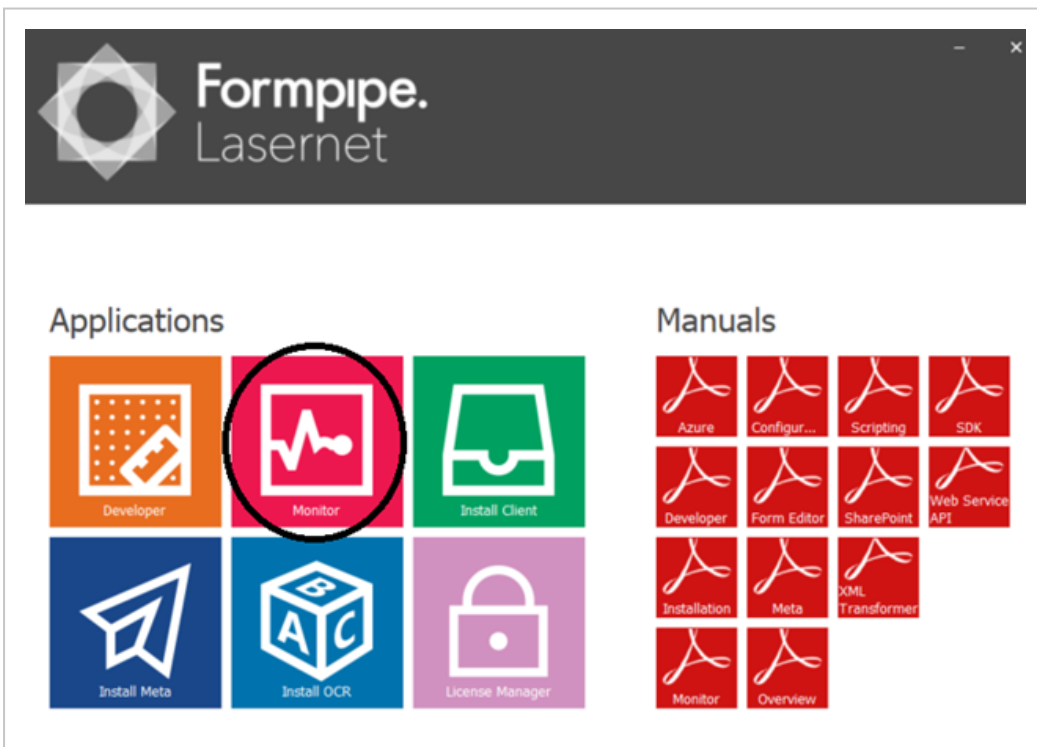 Formpipe.
Lasernet
Applications
Developer
Monitor
Install Client
Install Meta
B
A C
Install OCR
License Manager
Manuals
Azure
Configur...
Scripting
SDK
Developer
Form Editor
SharePoint
Web Service
API
Installation
Meta
XML
Transformer
Monitor
Overview